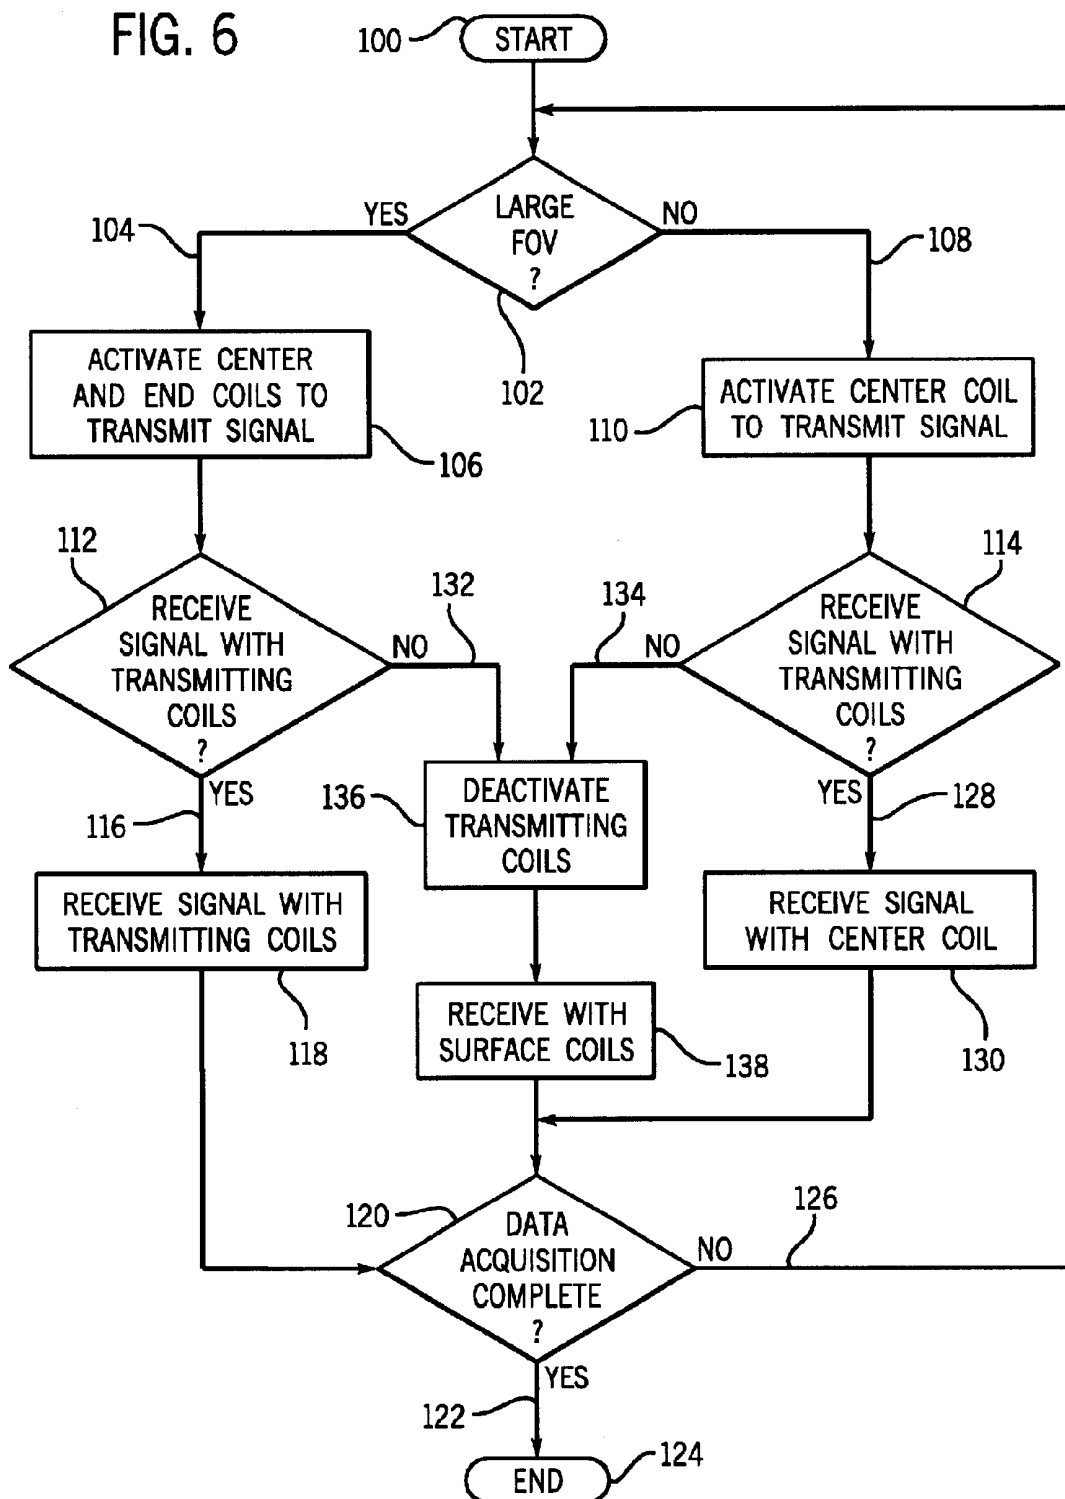 FIG. 6
100
START
LARGE
FOV
?
YES
NO
104
108
102
ACTIVATE CENTER
AND END COILS TO
TRANSMIT SIGNAL
106
ACTIVATE CENTER COIL
TO TRANSMIT SIGNAL
110
112
RECEIVE
SIGNAL WITH
TRANSMITTING
COILS
?
NO
132
134
NO
RECEIVE
SIGNAL WITH
TRANSMITTING
COILS
?
114
YES
116
136
DEACTIVATE
TRANSMITTING
COILS
YES
128
RECEIVE SIGNAL WITH
TRANSMITTING COILS
118
RECEIVE SIGNAL
WITH CENTER COIL
130
RECEIVE WITH
SURFACE COILS
138
120
DATA
ACQUISITION
COMPLETE
?
NO
126
YES
122
END
124